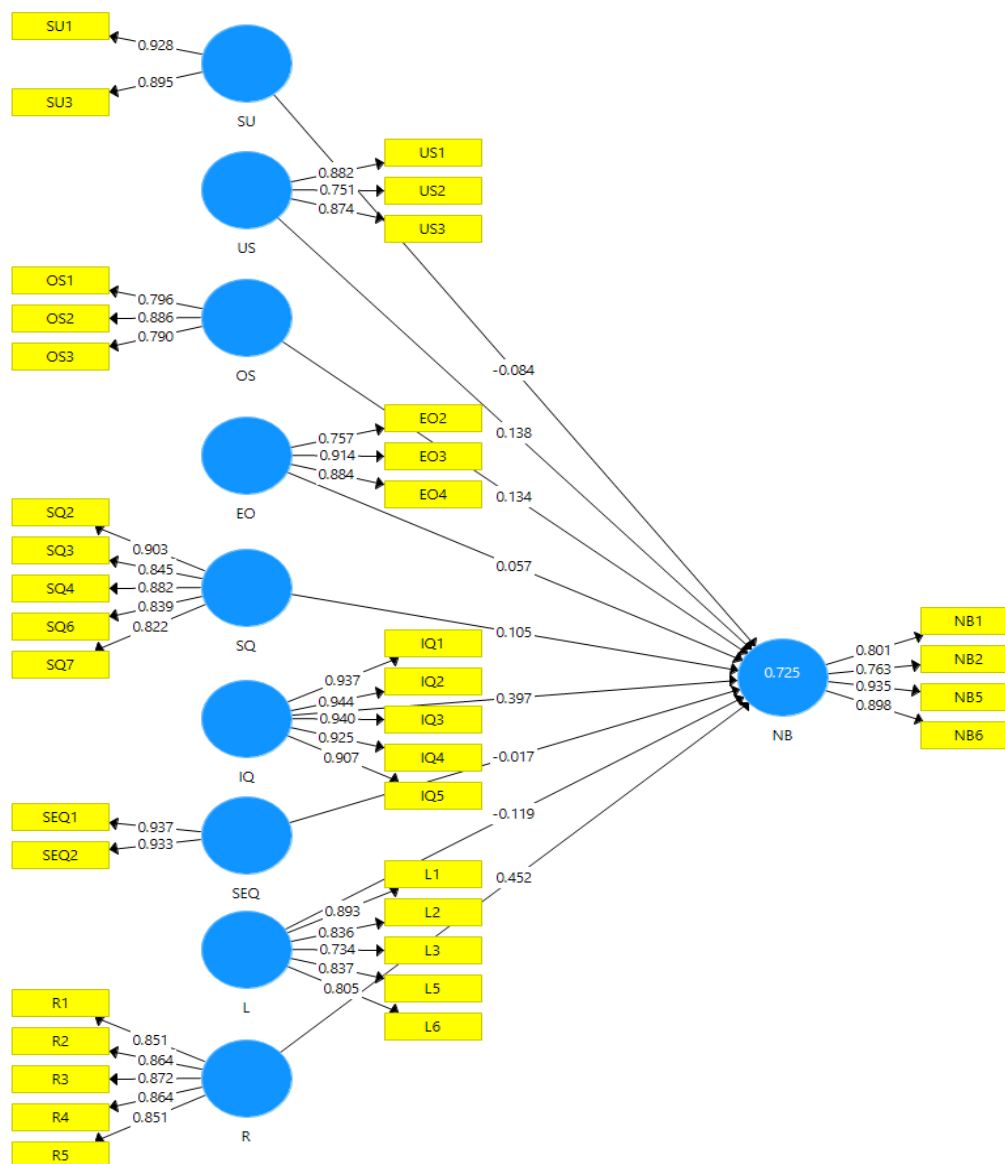 SU1
0.928
0.895
SU3
SU
US1
0.882
0.751
US2
0.874
US3
US
OS1
0.796
OS2
0.886
OS3
0.790
OS
-0.084
EO2
0.757
0.138
0.914
EO3
0.884
EO4
0.134
EO
SQ2
0.903
SQ3
0.845
SQ4
0.882
0.839
SQ6
0.822
SQ7
SQ
0.057
0.105
IQ1
0.937
IQ2
0.944
0.397
0.940
IQ3
0.925
IQ4
0.907
IQ5
IQ
0.725
NB
NB1
0.801
NB2
0.763
0.935
NB5
0.898
NB6
-0.017
SEQ1
0.937
0.933
SEQ2
SEQ
-0.119
L1
0.893
0.452
L2
0.836
0.734
L3
0.837
L5
0.805
L6
L
R1
0.851
R2
0.864
R3
0.872
0.864
R4
0.851
R5
R